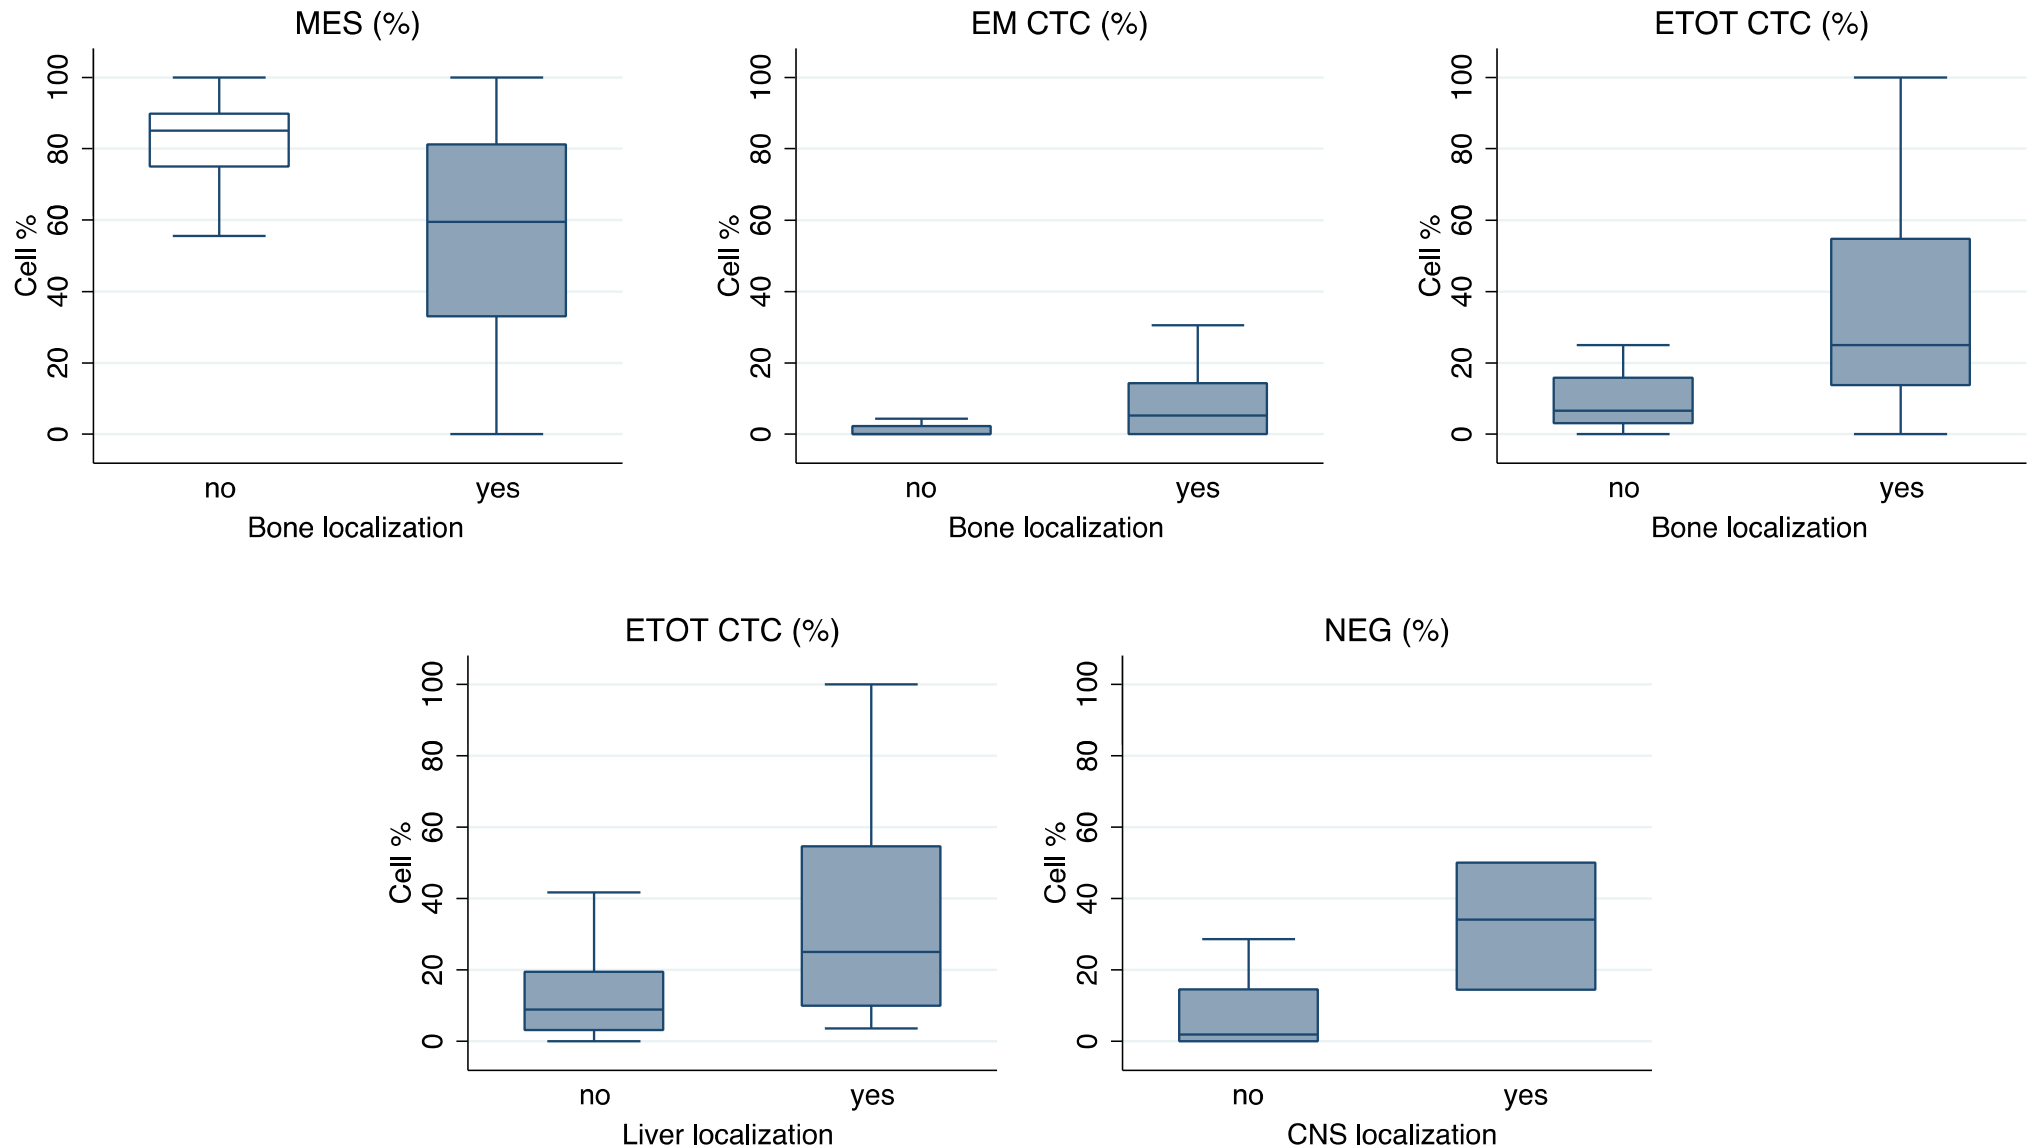 MES (%)
Cell %
100
80
60
40
20
0
no yes
Bone localization
EM CTC (%)
Cell %
100
80
60
40
20
0
no yes
Bone localization
ETOT CTC (%)
Cell %
100
80
60
40
20
0
no yes
Bone localization
ETOT CTC (%)
Cell %
100
80
60
40
20
0
no yes
Liver localization
NEG (%)
Cell %
100
80
60
40
20
0
no yes
CNS localization